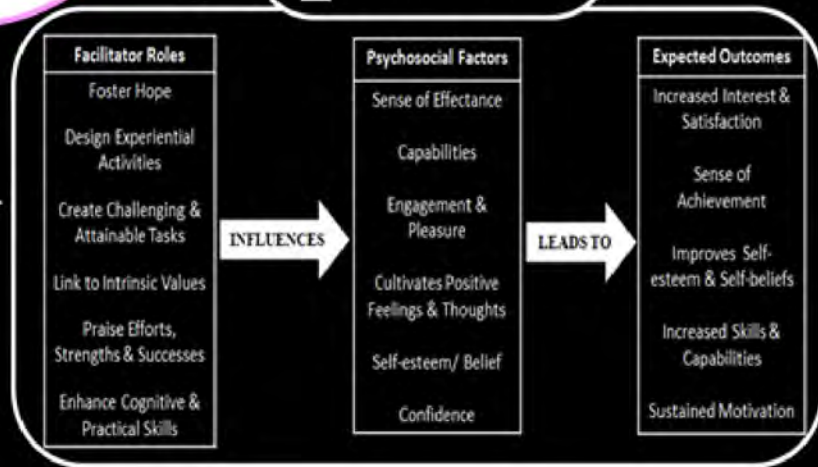 Facilitator Roles
Foster Hope
Design Experiential
Activities
Create Challenging &
Attainable Tasks
Link to Intrinsic Values
Praise Efforts,
Strengths & Successes
Enhance Cognitive &
Practical Skills
INFLUENCES
Psychosocial Factors
Sense of Effectance
Capabilities
Engagement &
Pleasure
Cultivates Positive
Feelings & Thoughts
Self-esteem/ Belief
Confidence
LEADS TO
Expected Outcomes
Increased Interest &
Satisfaction
Sense of
Achievement
Improves Self-
esteem & Self-beliefs
Increased Skills &
Capabilities
Sustained Motivation